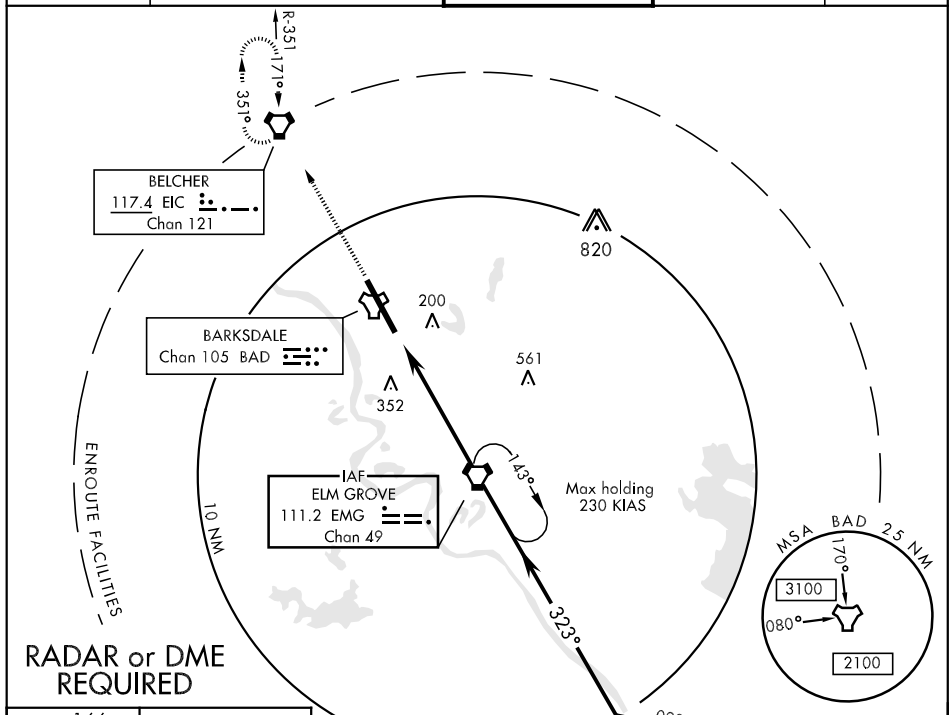 R-351
171°
351°
BELCHER
117.4 EIC
Chan 121
820
200
BARKSDALE
Chan 105 BAD
561
352
IAF
ELM GROVE
111.2 EMG
Chan 49
143°
Max holding
230 KIAS
ENROUTE FACILITIES
10 NM
323°
MSA BAD 25 NM
170°
3100
080°
2100
RADAR or DME
REQUIRED